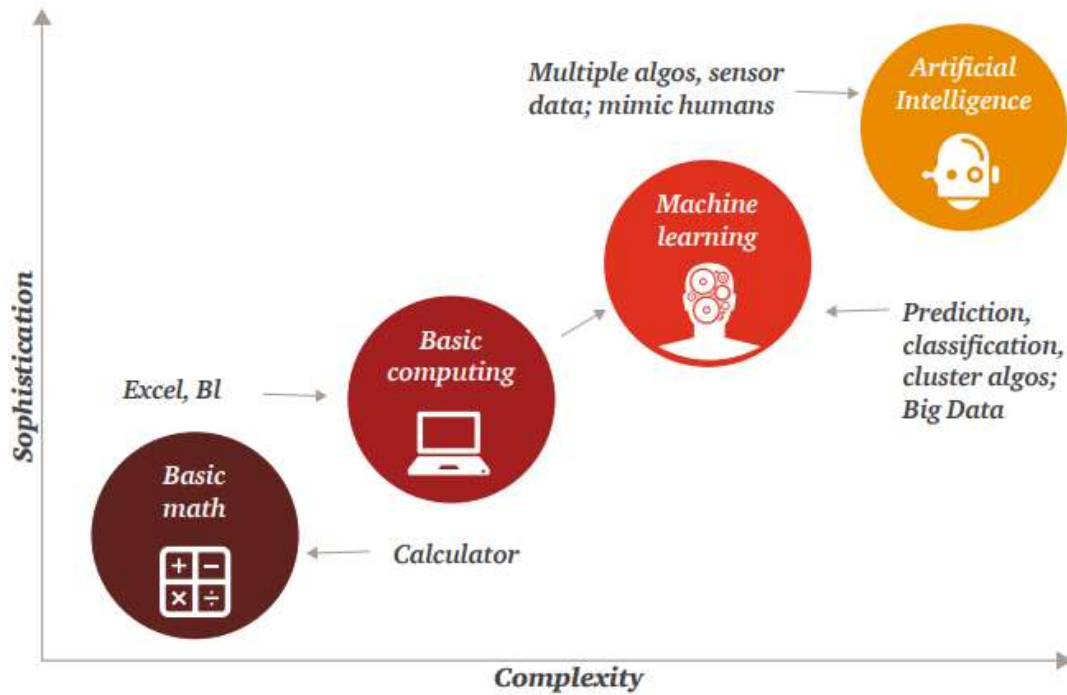 Multiple algos, sensor
data; mimic humans
Artificial
Intelligence
Machine
learning
Prediction,
classification,
cluster algos;
Big Data
Basic
computing
Excel, Bl
Basic
math
+ −
× ÷
Calculator
Sophistication
Complexity